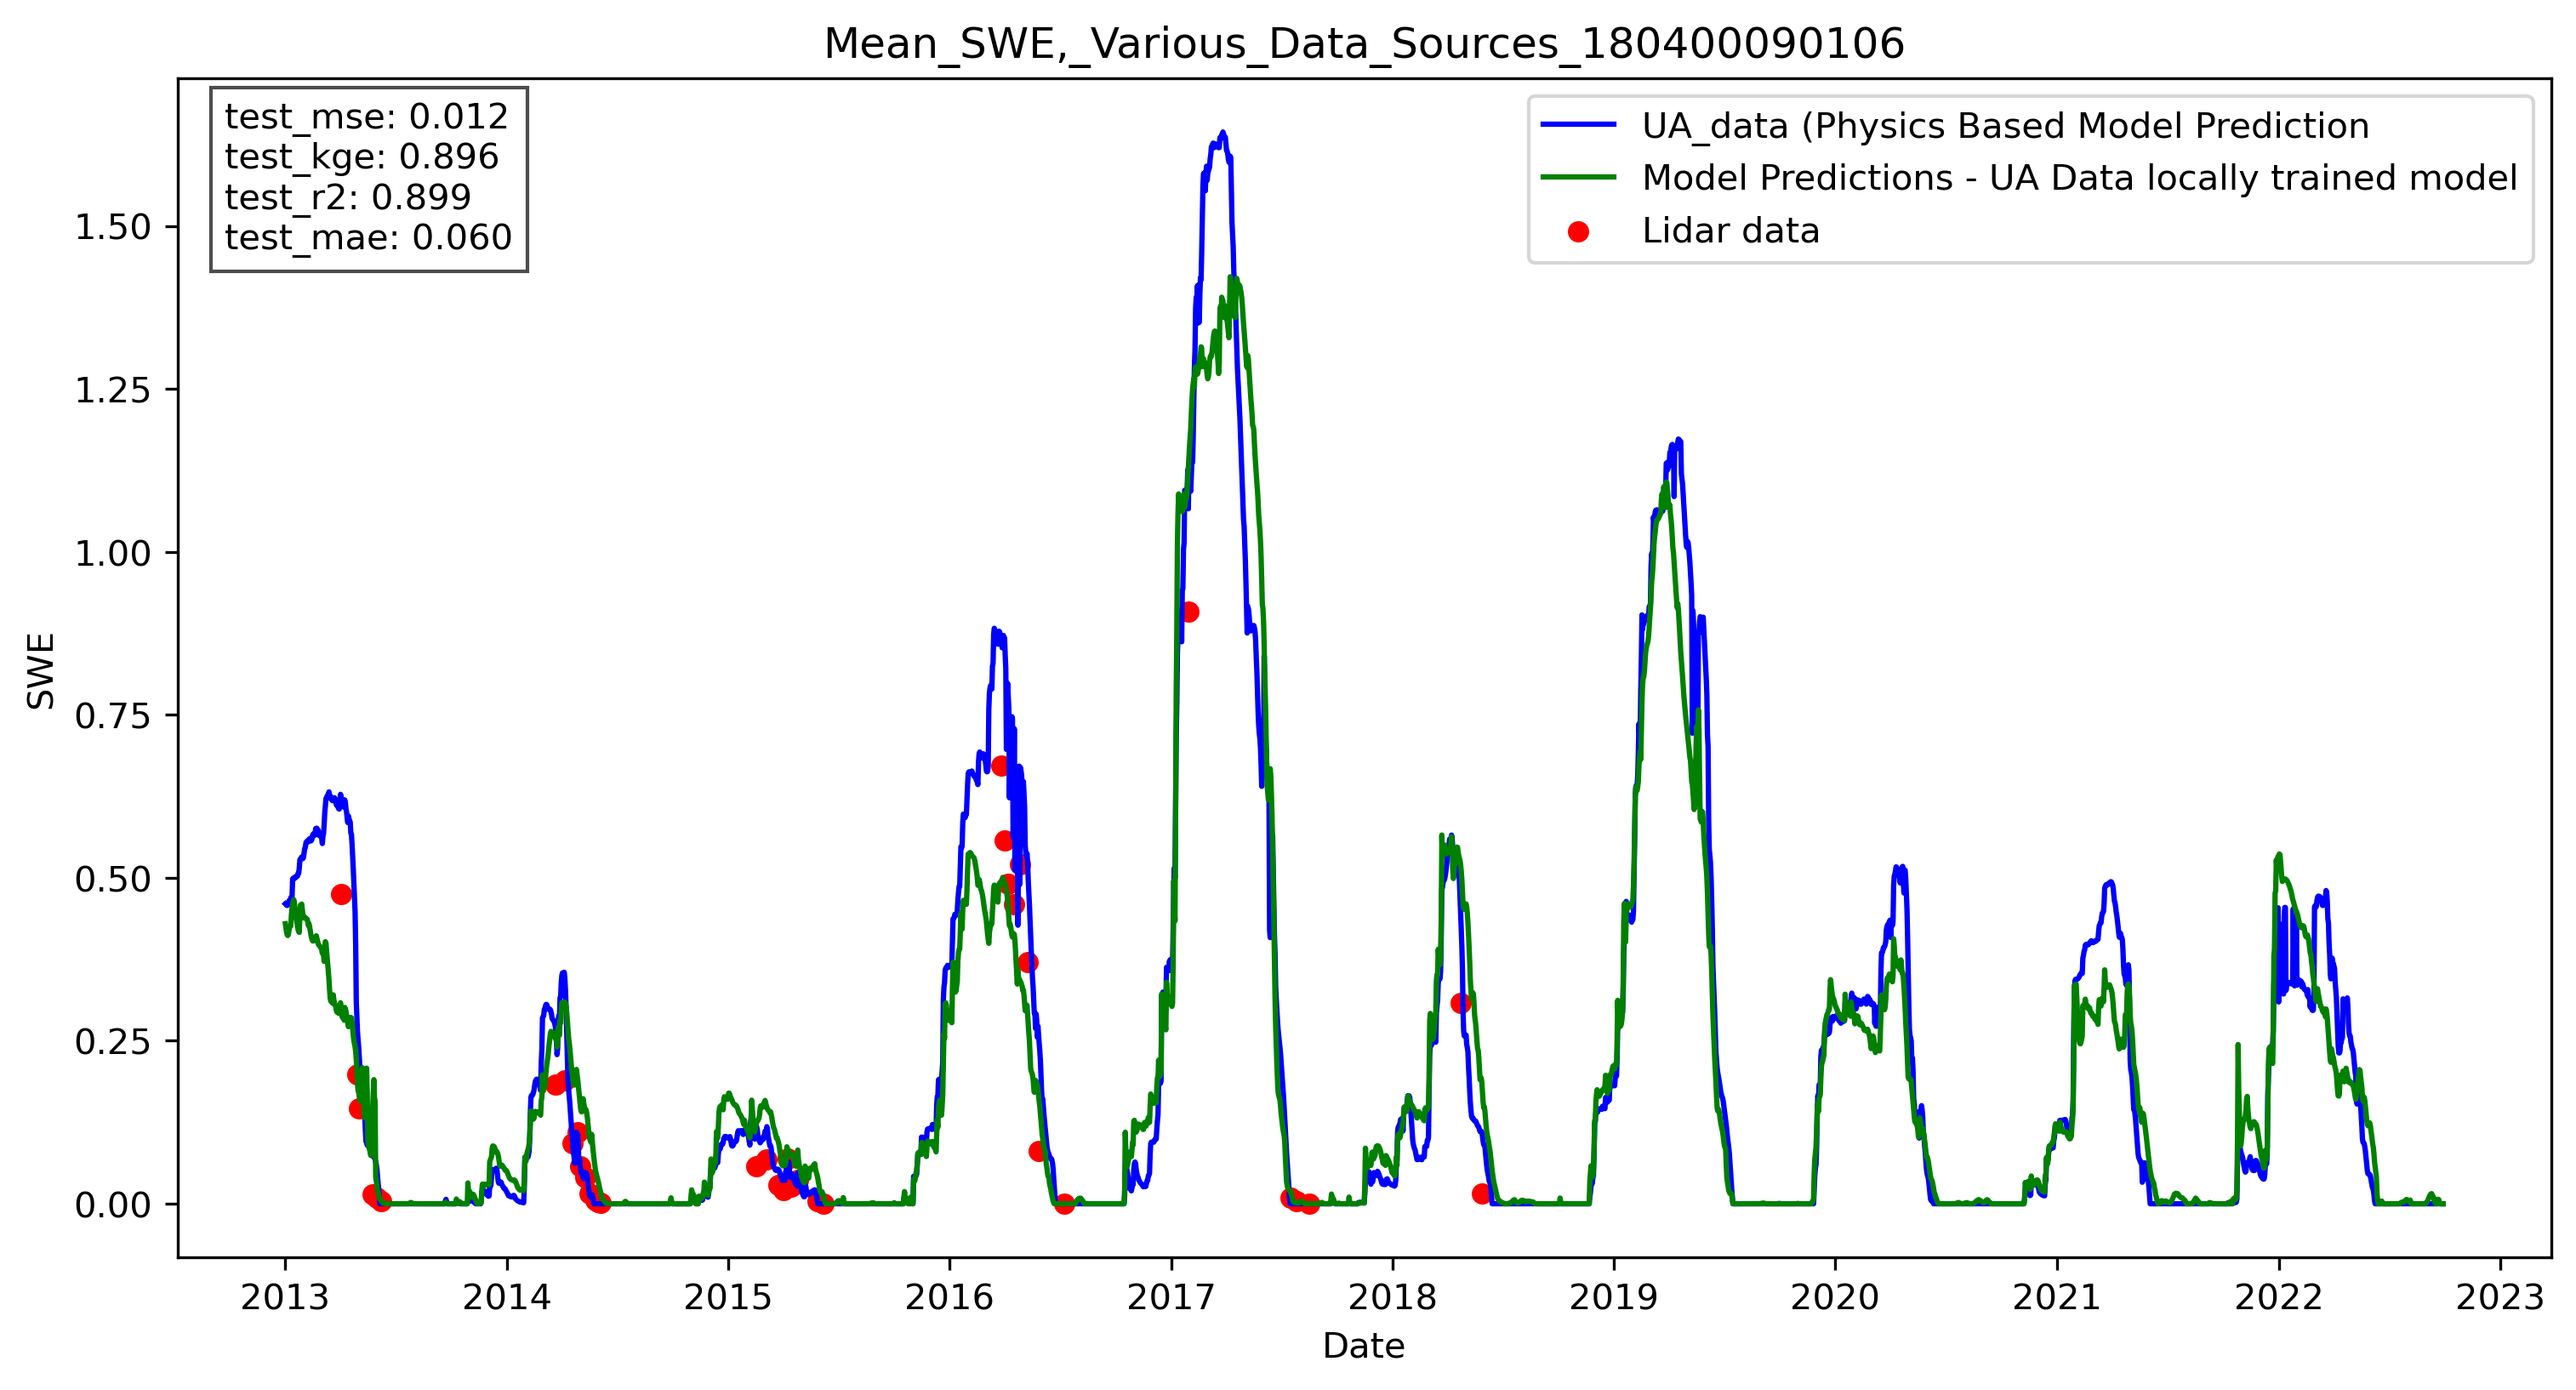 Mean_SWE,_Various_Data_Sources_180400090106
test_mse: 0.012
test_kge: 0.896
test_r2: 0.899
test_mae: 0.060
UA_data (Physics Based Model Prediction
Model Predictions - UA Data locally trained model
Lidar data
SWE
1.50
1.25
1.00
0.75
0.50
0.25
0.00
2013 2014 2015 2016 2017 2018 2019 2020 2021 2022 2023
Date